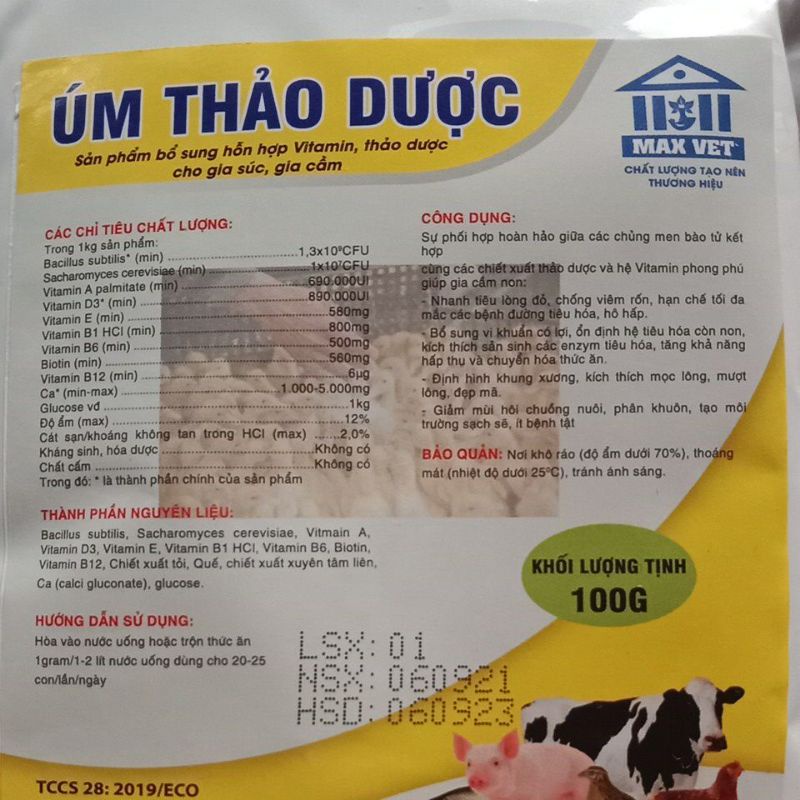 ÚM THẢO DƯỢC
Sản phẩm bổ sung hỗn hợp Vitamin, thảo dược
cho gia súc, gia cầm
MAX VET
CHẤT LƯỢNG TẠO NÊN
THƯƠNG HIỆU
CÁC CHỈ TIÊU CHẤT LƯỢNG:
Trong 1kg sản phẩm:
Bacillus subtilis* (min) 1,3x10⁹CFU
Sacharomyces cerevisiae (min) 1x10⁷CFU
Vitamin A palmitate (min) 690.000UI
Vitamin D3* (min) 890.000UI
Vitamin E (min) 580mg
Vitamin B1 HCl (min) 800mg
Vitamin B6 (min) 500mg
Biotin (min) 560mg
Vitamin B12 (min) 6µg
Ca* (min-max) 1.000-5.000mg
Glucose vđ 1kg
Độ ẩm (max) 12%
Cát sạn/khoáng không tan trong HCl (max) 2,0%
Kháng sinh, hóa dược Không có
Chất cấm Không có
Trong đó: * là thành phần chính của sản phẩm
THÀNH PHẦN NGUYÊN LIỆU:
Bacillus subtilis, Sacharomyces cerevisiae, Vitmain A,
Vitamin D3, Vitamin E, Vitamin B1 HCl, Vitamin B6, Biotin,
Vitamin B12, Chiết xuất tỏi, Quế, chiết xuất xuyên tâm liên,
Ca (calci gluconate), glucose.
HƯỚNG DẪN SỬ DỤNG:
Hòa vào nước uống hoặc trộn thức ăn
1gram/1-2 lít nước uống dùng cho 20-25
con/lần/ngày
TCCS 28: 2019/ECO
CÔNG DỤNG:
Sự phối hợp hoàn hảo giữa các chủng men bào tử kết
hợp
cùng các chiết xuất thảo dược và hệ Vitamin phong phú
giúp gia cầm non:
- Nhanh tiêu lòng đỏ, chống viêm rốn, hạn chế tối đa
mắc các bệnh đường tiêu hóa, hô hấp.
- Bổ sung vi khuẩn có lợi, ổn định hệ tiêu hóa còn non,
kích thích sản sinh các enzym tiêu hóa, tăng khả năng
hấp thụ và chuyển hóa thức ăn.
- Định hình khung xương, kích thích mọc lông, mượt
lông, đẹp mã.
- Giảm mùi hôi chuồng nuôi, phân khuôn, tạo môi
trường sạch sẽ, ít bệnh tật
BẢO QUẢN: Nơi khô ráo (độ ẩm dưới 70%), thoáng
mát (nhiệt độ dưới 25°C), tránh ánh sáng.
KHỐI LƯỢNG TỊNH
100G
LSX: 01
NSX: 060921
HSD: 060923